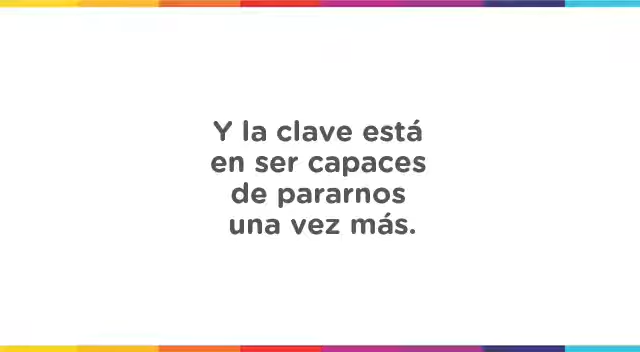 Y la clave está
en ser capaces
de pararnos
una vez más.